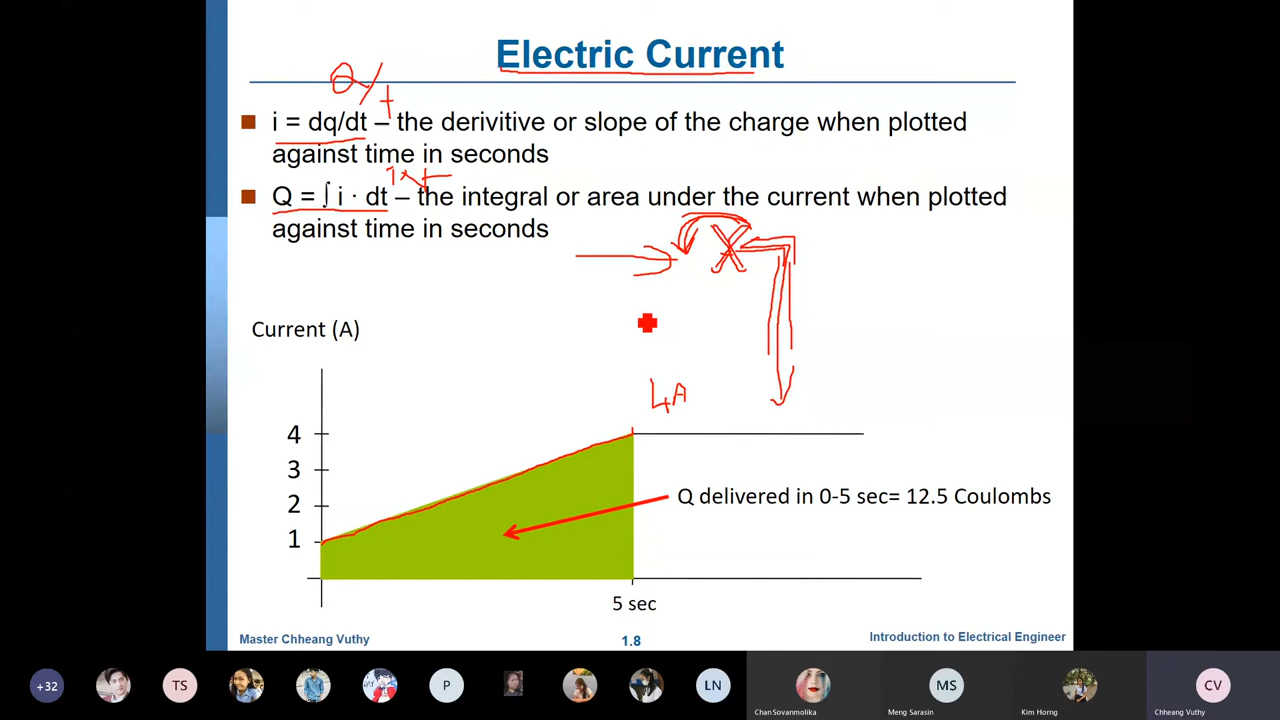 Electric Current
Q/t
i = dq/dt – the derivitive or slope of the charge when plotted
against time in seconds
i×t
Q = ∫ i · dt – the integral or area under the current when plotted
against time in seconds
X
Current (A)
4A
4
3
2
1
Q delivered in 0-5 sec= 12.5 Coulombs
5 sec
Master Chheang Vuthy
1.8
Introduction to Electrical Engineer
+32
TS
P
LN
MS
CV
Chan Sovanmolika
Meng Sarasin
Kim Horng
Chheang Vuthy